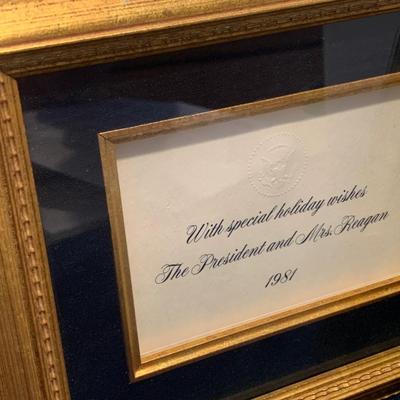 With special holiday wishes
The President and Mrs. Reagan
1981